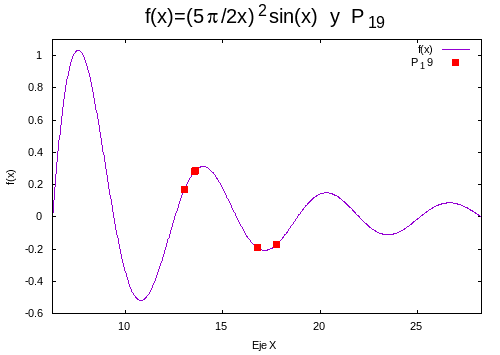 f(x)=(5π/2x)²sin(x) y P₁₉
f(x)
P₁9
1
0.8
0.6
0.4
0.2
0
-0.2
-0.4
-0.6
f(x)
10 15 20 25
Eje X